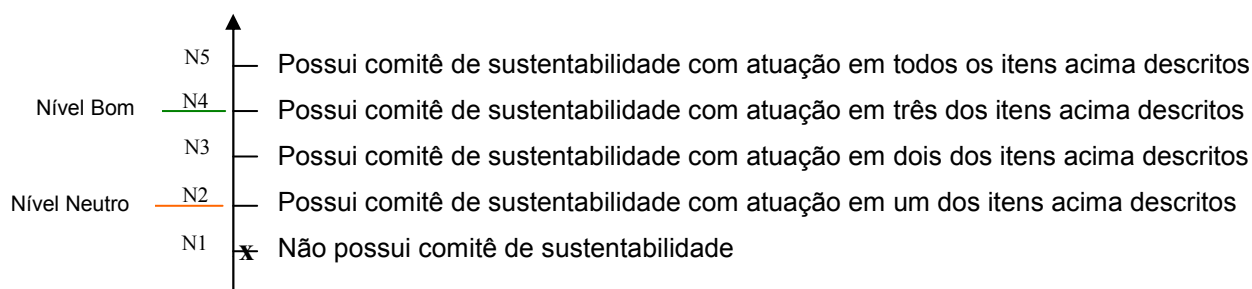 N5 Possui comitê de sustentabilidade com atuação em todos os itens acima descritos
Nível Bom N4 Possui comitê de sustentabilidade com atuação em três dos itens acima descritos
N3 Possui comitê de sustentabilidade com atuação em dois dos itens acima descritos
Nível Neutro N2 Possui comitê de sustentabilidade com atuação em um dos itens acima descritos
N1 x Não possui comitê de sustentabilidade